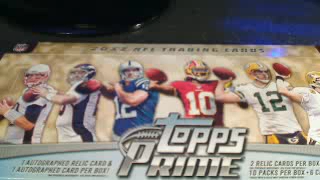 2012 NFL TRADING CARDS
12
10
12
TOPPS
PRIME
1 AUTOGRAPHED RELIC CARD &
1 AUTOGRAPHED CARD PER BOX!
2 RELIC CARDS PER BOX
10 PACKS PER BOX • 6 C